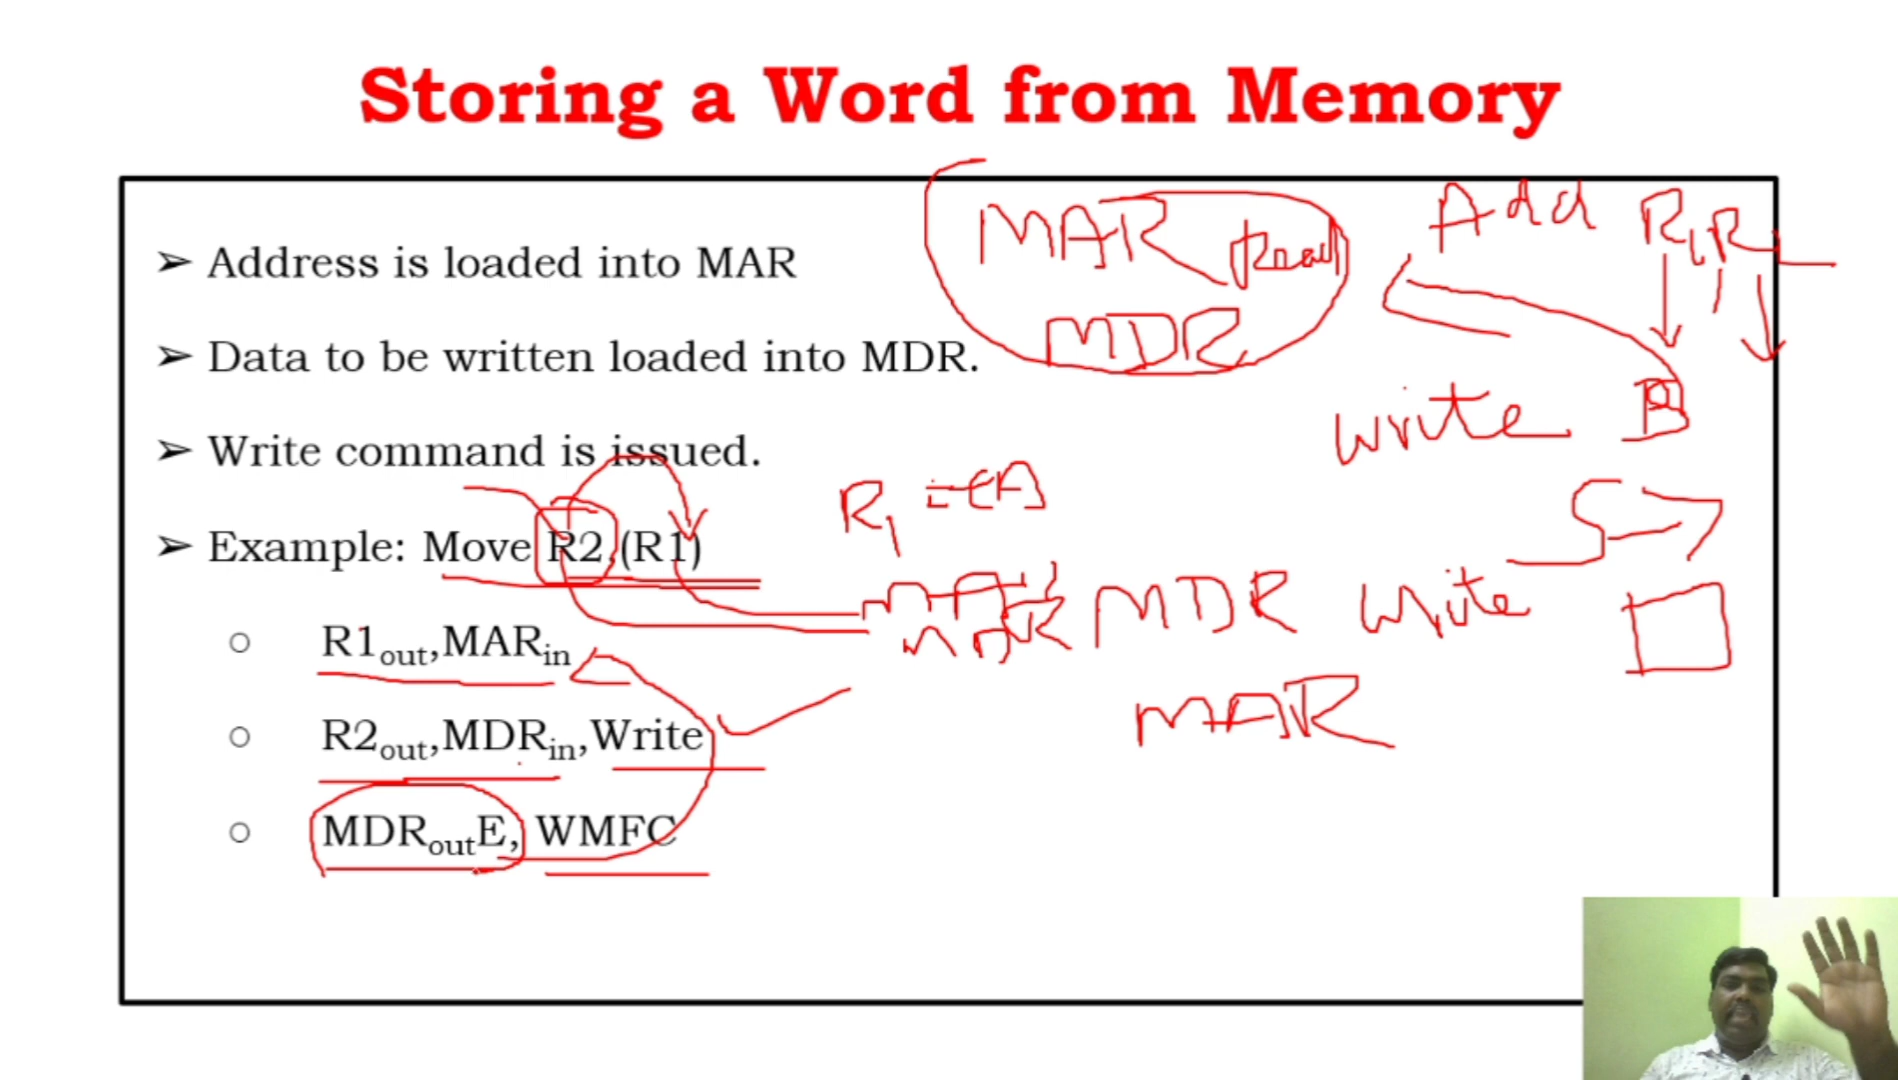 Storing a Word from Memory
➢ Address is loaded into MAR
➢ Data to be written loaded into MDR.
➢ Write command is issued.
➢ Example: Move R2,(R1)
○ R1out,MARin
○ R2out,MDRin,Write
○ MDRoutE, WMFC
MAR Read
MDR
Add R1,R2
Write B
R1 =EA
MDR Write
MAR